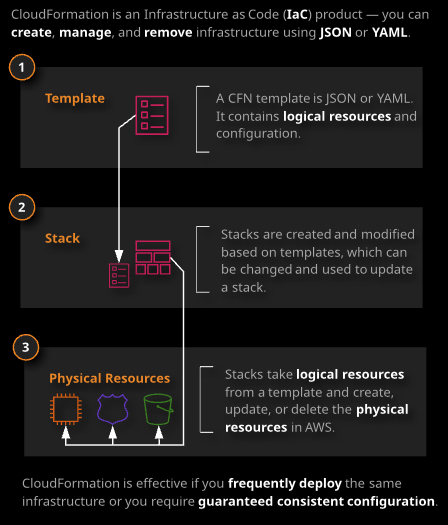 CloudFormation is an Infrastructure as Code (IaC) product — you can
create, manage, and remove infrastructure using JSON or YAML.
1
Template
A CFN template is JSON or YAML.
It contains logical resources and
configuration.
2
Stack
Stacks are created and modified
based on templates, which can
be changed and used to update
a stack.
3
Physical Resources
Stacks take logical resources
from a template and create,
update, or delete the physical
resources in AWS.
CloudFormation is effective if you frequently deploy the same
infrastructure or you require guaranteed consistent configuration.